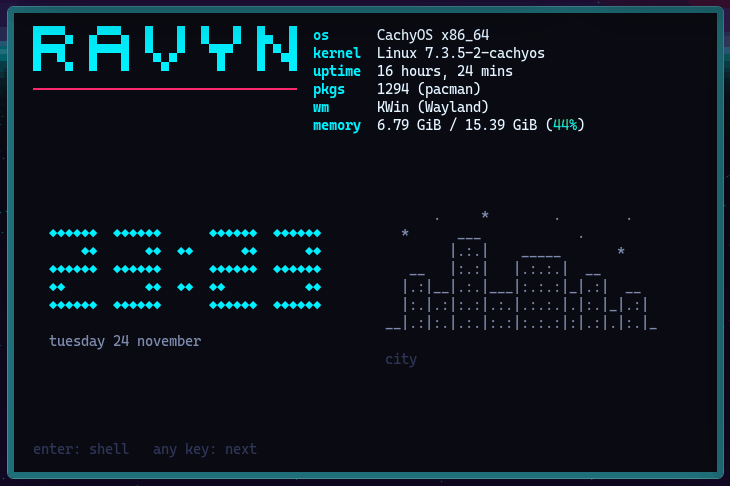 RAVYN
os CachyOS x86_64
kernel Linux 7.3.5-2-cachyos
uptime 16 hours, 24 mins
pkgs 1294 (pacman)
wm KWin (Wayland)
memory 6.79 GiB / 15.39 GiB (44%)
23:23
tuesday 24 november
city
enter: shell any key: next